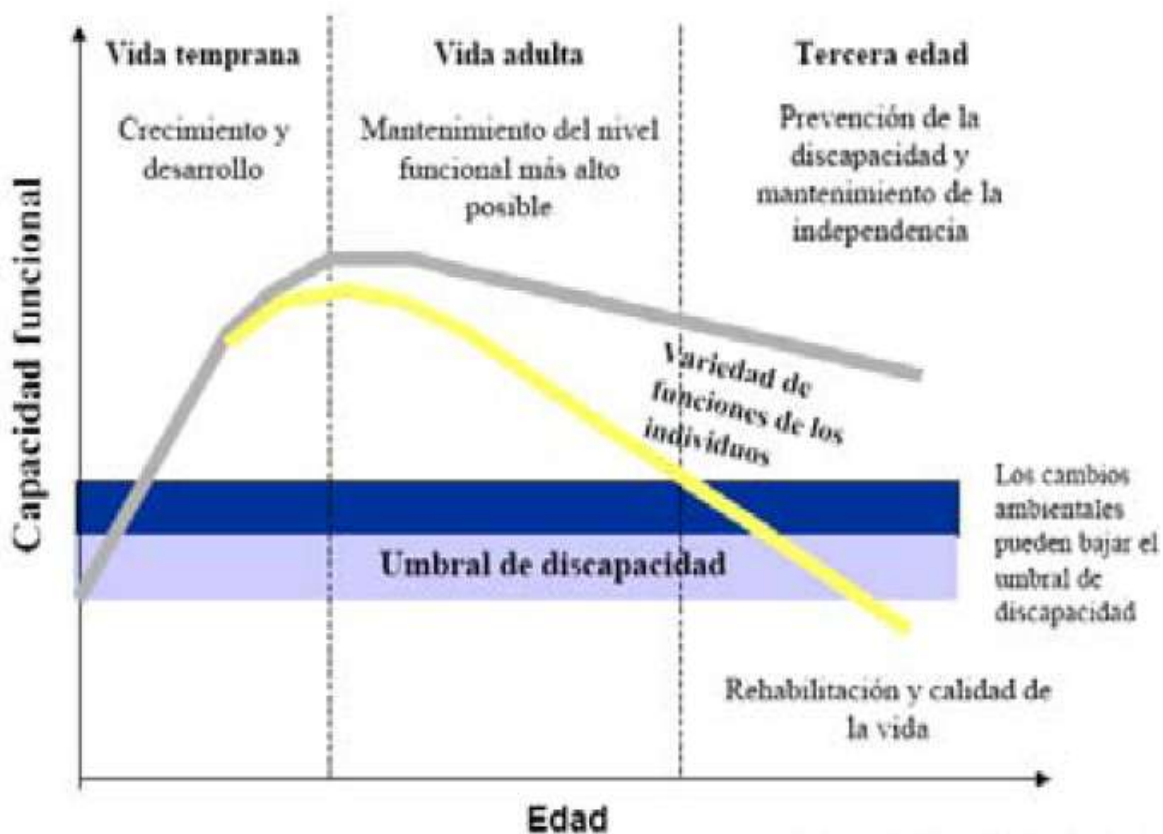 Vida temprana
Crecimiento y
desarrollo
Vida adulta
Mantenimiento del nivel
funcional más alto
posible
Tercera edad
Prevención de la
discapacidad y
mantenimiento de la
independencia
Capacidad funcional
Variedad de
funciones de los
individuos
Umbral de discapacidad
Los cambios
ambientales
pueden bajar el
umbral de
discapacidad
Rehabilitación y calidad de
la vida
Edad